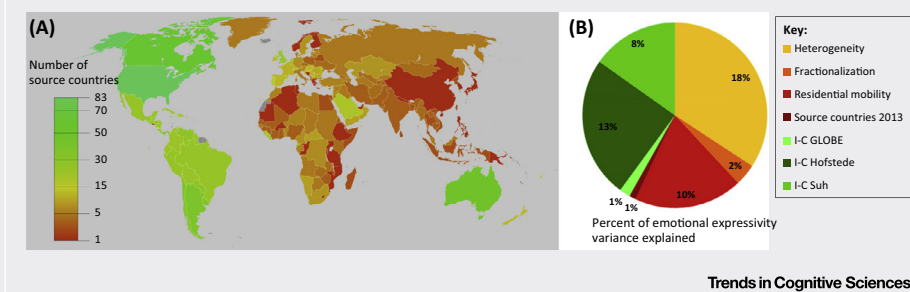 (A)
Number of
source countries
83
70
50
30
15
5
1
(B)
8%
18%
13%
2%
10%
1%
1%
Percent of emotional expressivity
variance explained
Key:
Heterogeneity
Fractionalization
Residential mobility
Source countries 2013
I-C GLOBE
I-C Hofstede
I-C Suh
Trends in Cognitive Sciences